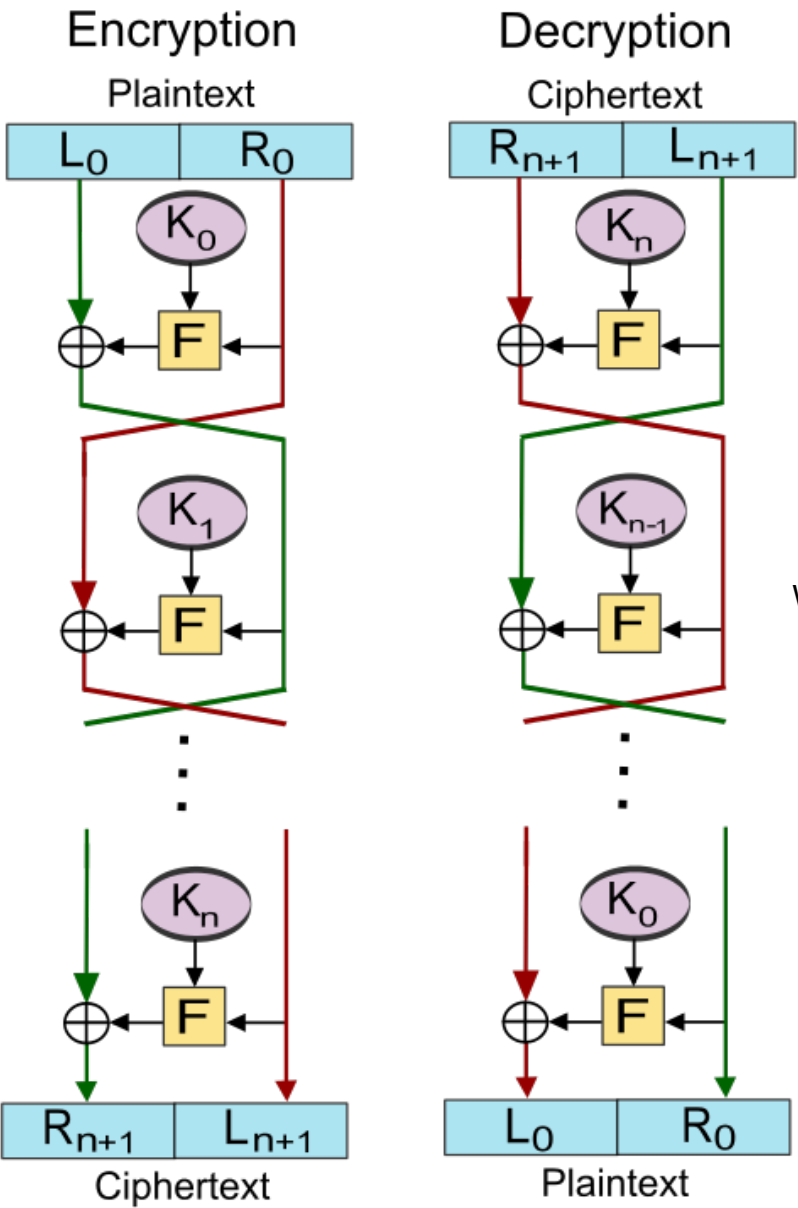 Encryption
Plaintext
L0 R0
K0
F
K1
F
Kn
F
Rn+1 Ln+1
Ciphertext
Decryption
Ciphertext
Rn+1 Ln+1
Kn
F
Kn-1
F
K0
F
L0 R0
Plaintext